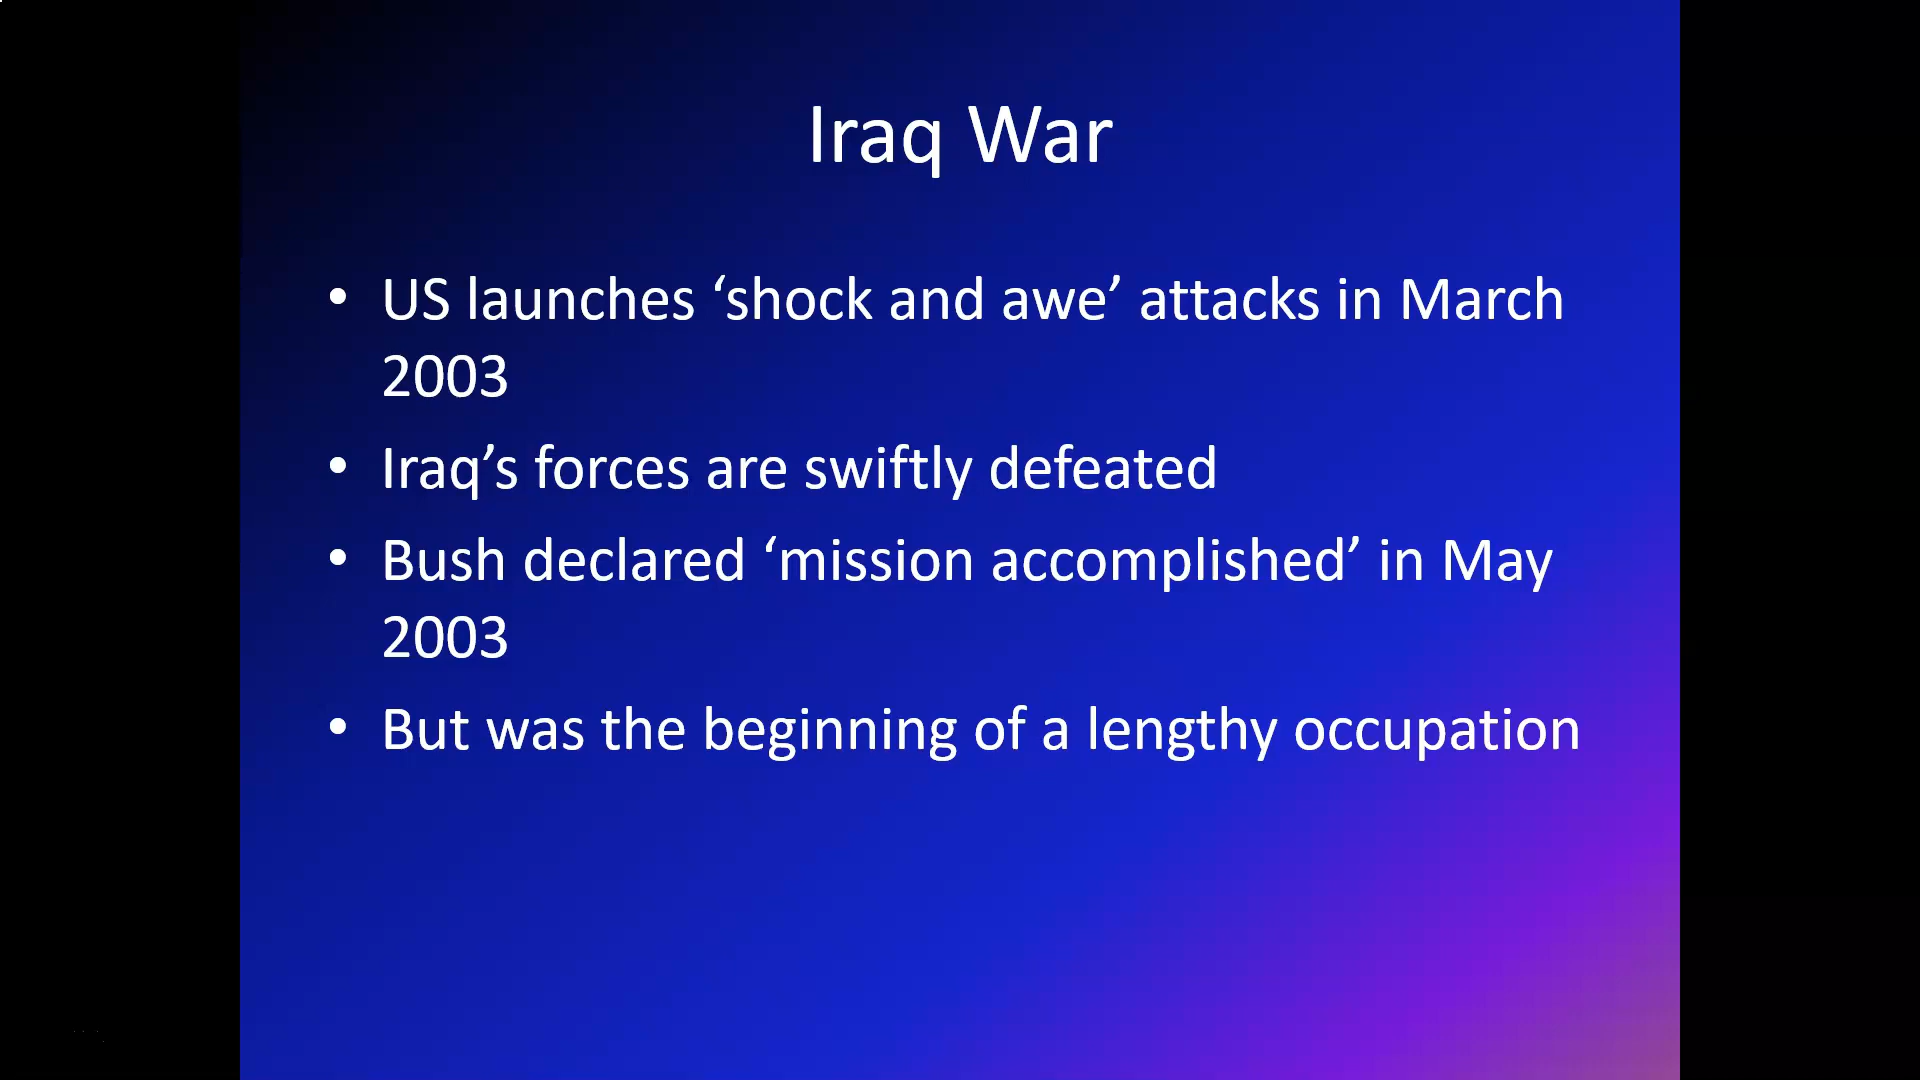 Iraq War
• US launches ‘shock and awe’ attacks in March
2003
• Iraq’s forces are swiftly defeated
• Bush declared ‘mission accomplished’ in May
2003
• But was the beginning of a lengthy occupation